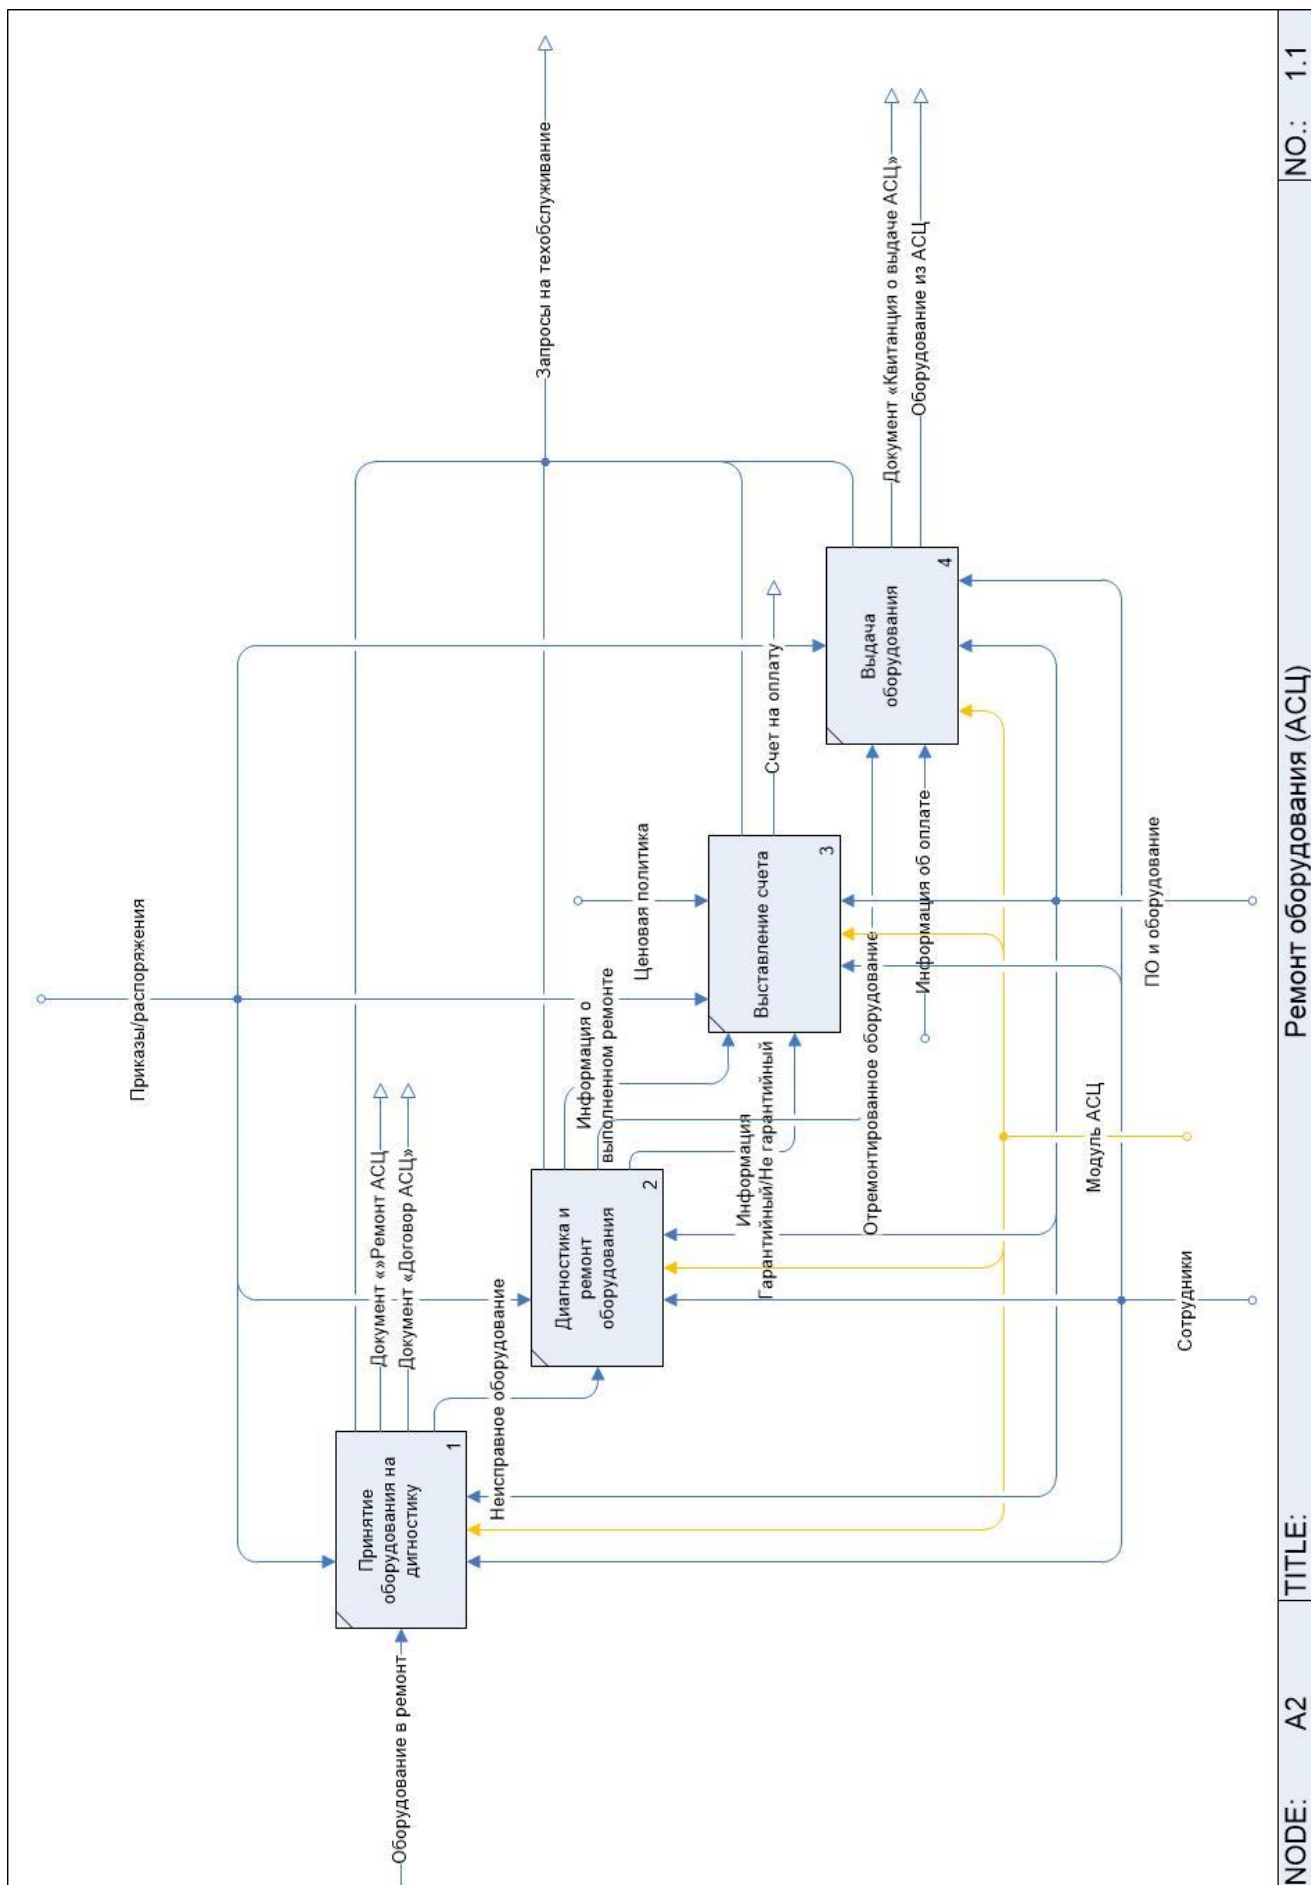 Приказы/распоряжения
Запросы на техобслуживание
Оборудование в ремонт
Принятие
оборудования на
дигностику
1
Документ «»Ремонт АСЦ
Документ «Договор АСЦ»
Неисправное оборудование
Диагностика и
ремонт
оборудования
2
Информация о
выполненном ремонте
Информация
Гарантийный/Не гарантийный
Отремонтированное оборудование
Ценовая политика
Выставление счета
3
Счет на оплату
Информация об оплате
Выдача
оборудования
4
Документ «Квитанция о выдаче АСЦ»
Оборудование из АСЦ
Сотрудники
Модуль АСЦ
ПО и оборудование
NODE: A2
TITLE: Ремонт оборудования (АСЦ)
NO.: 1.1